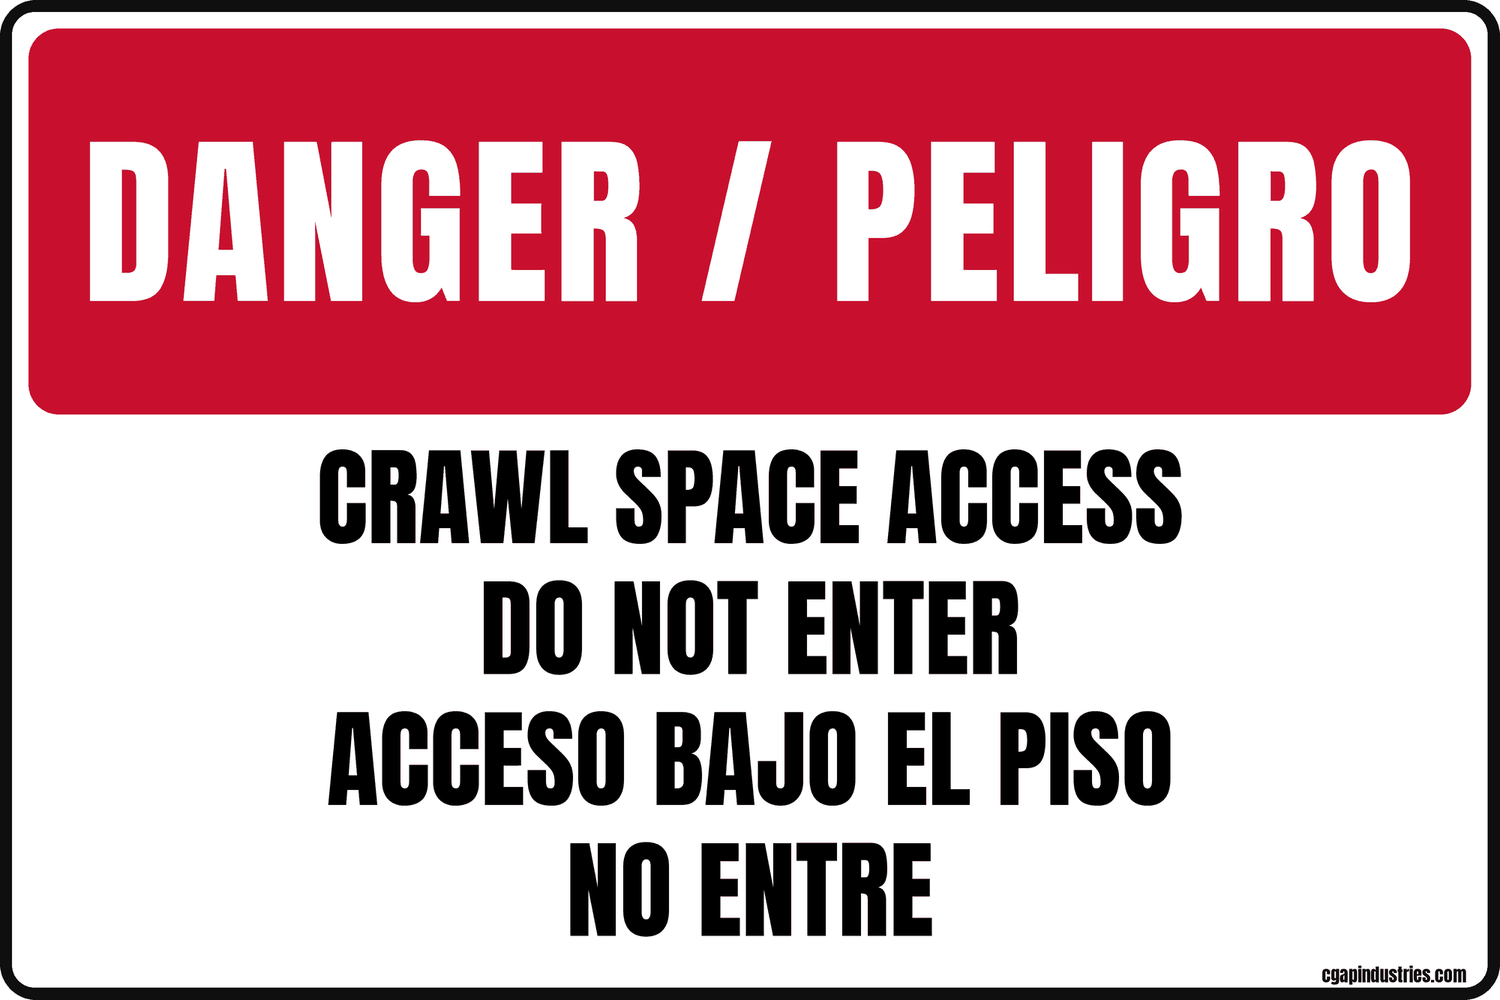 DANGER / PELIGRO
CRAWL SPACE ACCESS
DO NOT ENTER
ACCESO BAJO EL PISO
NO ENTRE
cgapindustries.com